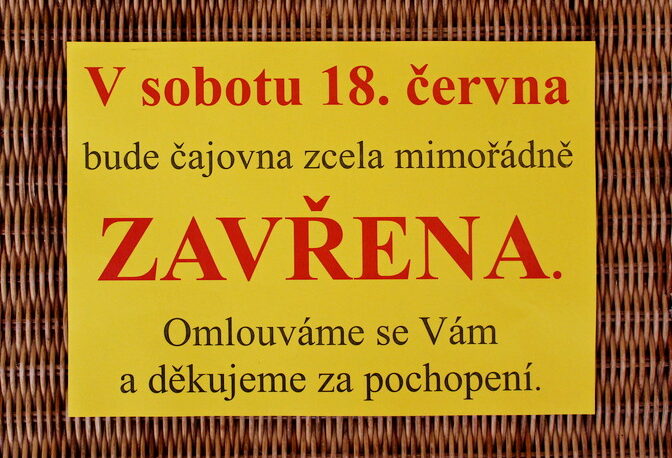 V sobotu 18. června
bude čajovna zcela mimořádně
ZAVŘENA.
Omlouváme se Vám
a děkujeme za pochopení.